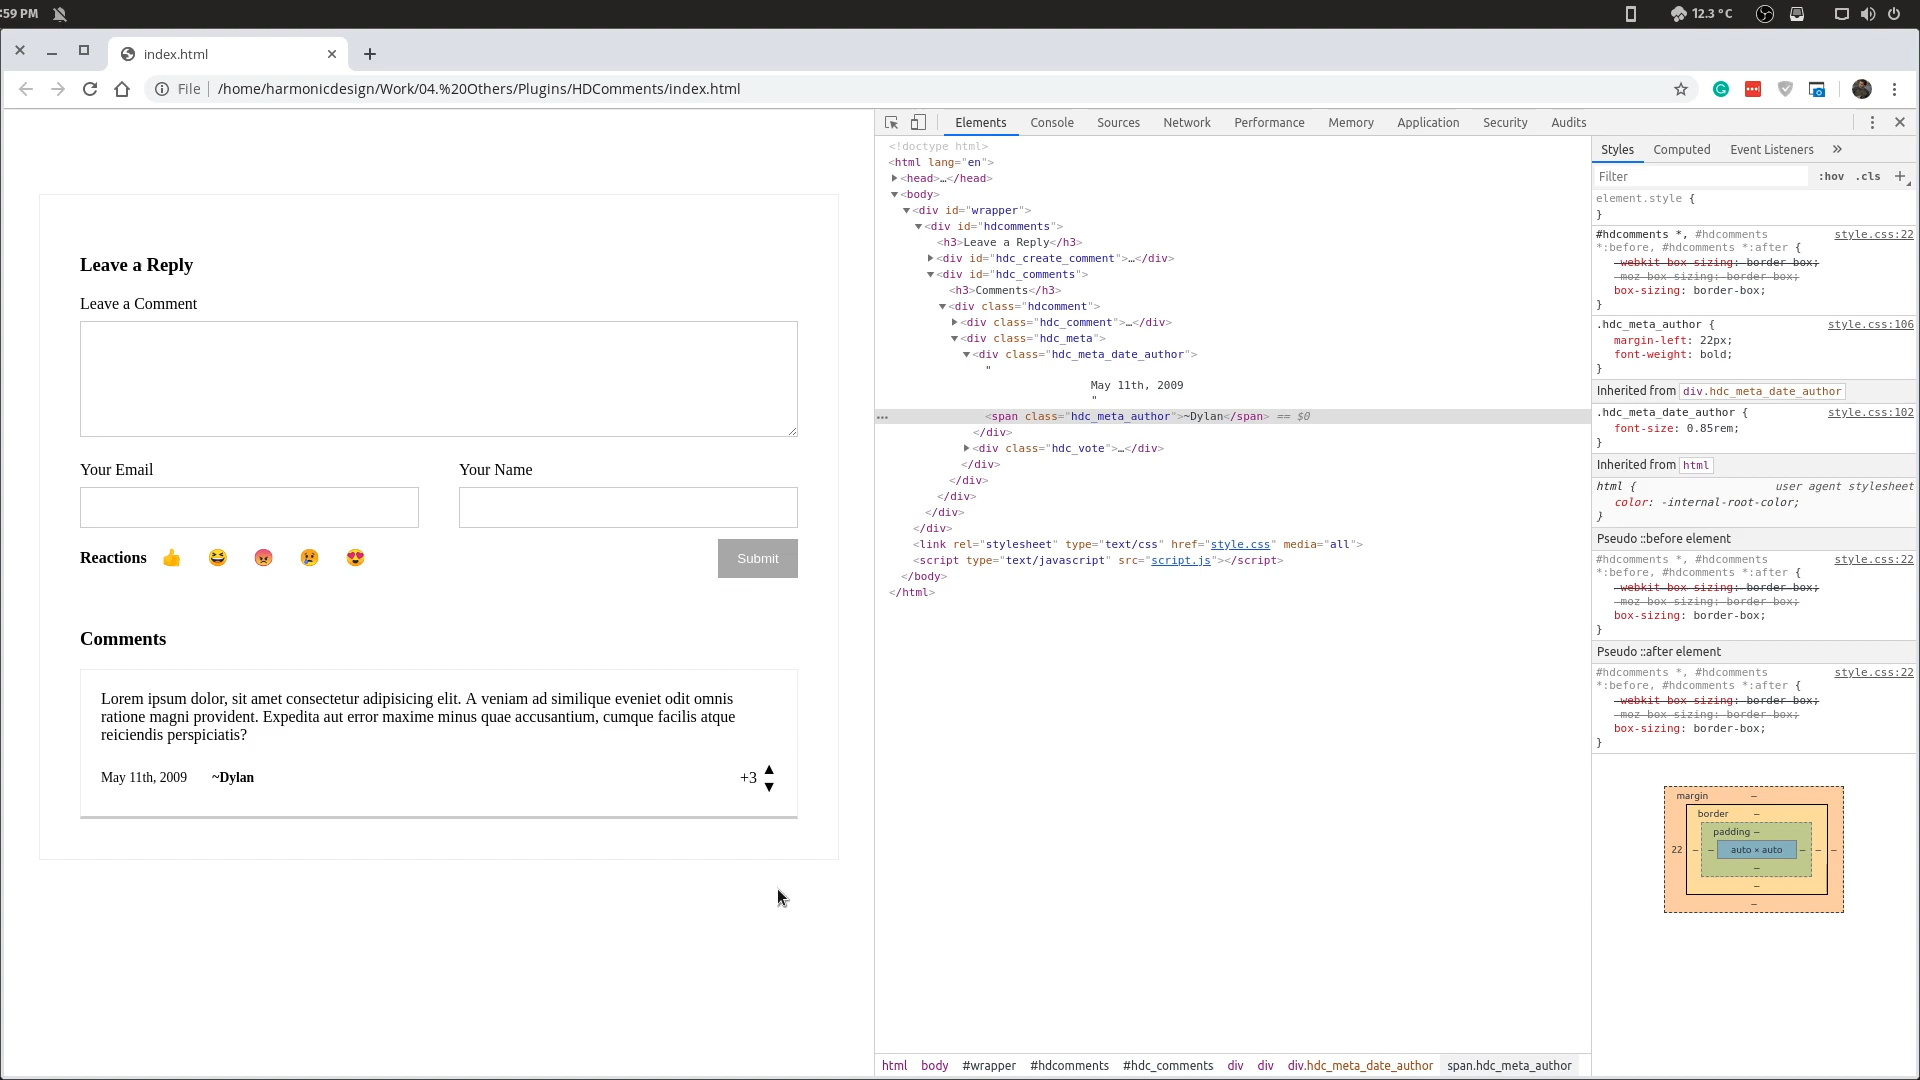 :59 PM
12.3 °C
index.html
File
/home/harmonicdesign/Work/04.%20Others/Plugins/HDComments/index.html
Leave a Reply
Leave a Comment
Your Email
Your Name
Reactions
Submit
Comments
Lorem ipsum dolor, sit amet consectetur adipisicing elit. A veniam ad similique eveniet odit omnis
ratione magni provident. Expedita aut error maxime minus quae accusantium, cumque facilis atque
reiciendis perspiciatis?
May 11th, 2009 ~Dylan +3
Elements Console Sources Network Performance Memory Application Security Audits
<!doctype html>
<html lang="en">
<head>…</head>
<body>
<div id="wrapper">
<div id="hdcomments">
<h3>Leave a Reply</h3>
<div id="hdc_create_comment">…</div>
<div id="hdc_comments">
<h3>Comments</h3>
<div class="hdcomment">
<div class="hdc_comment">…</div>
<div class="hdc_meta">
<div class="hdc_meta_date_author">
"
May 11th, 2009
"
<span class="hdc_meta_author">~Dylan</span> == $0
</div>
<div class="hdc_vote">…</div>
</div>
</div>
</div>
</div>
</div>
<link rel="stylesheet" type="text/css" href="style.css" media="all">
<script type="text/javascript" src="script.js"></script>
</body>
</html>
html body #wrapper #hdcomments #hdc_comments div div div.hdc_meta_date_author span.hdc_meta_author
Styles Computed Event Listeners »
Filter :hov .cls +
element.style {
}
#hdcomments *, #hdcomments style.css:22
*:before, #hdcomments *:after {
-webkit-box-sizing: border-box;
-moz-box-sizing: border-box;
box-sizing: border-box;
}
.hdc_meta_author { style.css:106
margin-left: 22px;
font-weight: bold;
}
Inherited from div.hdc_meta_date_author
.hdc_meta_date_author { style.css:102
font-size: 0.85rem;
}
Inherited from html
html { user agent stylesheet
color: -internal-root-color;
}
Pseudo ::before element
#hdcomments *, #hdcomments style.css:22
*:before, #hdcomments *:after {
-webkit-box-sizing: border-box;
-moz-box-sizing: border-box;
box-sizing: border-box;
}
Pseudo ::after element
#hdcomments *, #hdcomments style.css:22
*:before, #hdcomments *:after {
-webkit-box-sizing: border-box;
-moz-box-sizing: border-box;
box-sizing: border-box;
}
margin –
border –
padding –
22 – – auto × auto – – –
–
–
–